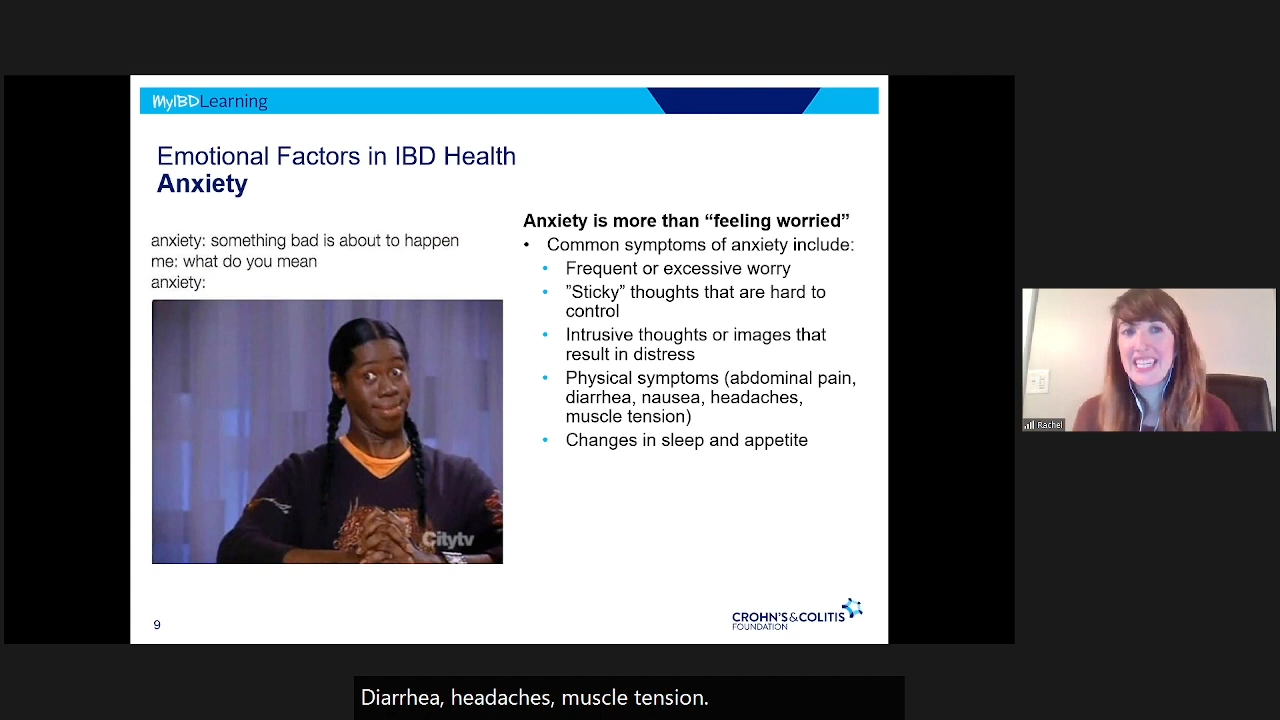 MyIBDLearning
Emotional Factors in IBD Health
Anxiety
anxiety: something bad is about to happen
me: what do you mean
anxiety:
Citytv
Anxiety is more than “feeling worried”
• Common symptoms of anxiety include:
• Frequent or excessive worry
• ”Sticky” thoughts that are hard to
control
• Intrusive thoughts or images that
result in distress
• Physical symptoms (abdominal pain,
diarrhea, nausea, headaches,
muscle tension)
• Changes in sleep and appetite
9
CROHN'S & COLITIS
FOUNDATION
Rachel
Diarrhea, headaches, muscle tension.